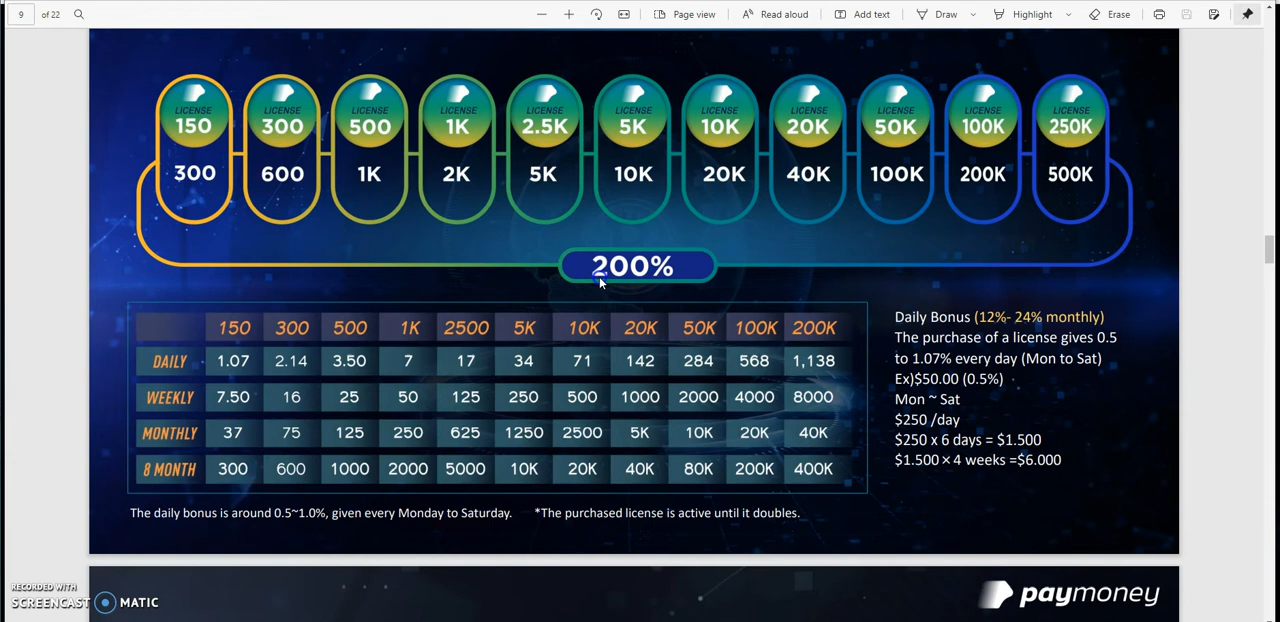 9 of 22
Page view
Read aloud
Add text
Draw
Highlight
Erase
LICENSE LICENSE LICENSE LICENSE LICENSE LICENSE LICENSE LICENSE LICENSE LICENSE LICENSE
150 300 500 1K 2.5K 5K 10K 20K 50K 100K 250K
300 600 1K 2K 5K 10K 20K 40K 100K 200K 500K
200%
150 300 500 1K 2500 5K 10K 20K 50K 100K 200K
DAILY 1.07 2.14 3.50 7 17 34 71 142 284 568 1,138
WEEKLY 7.50 16 25 50 125 250 500 1000 2000 4000 8000
MONTHLY 37 75 125 250 625 1250 2500 5K 10K 20K 40K
8 MONTH 300 600 1000 2000 5000 10K 20K 40K 80K 200K 400K
Daily Bonus (12%- 24% monthly)
The purchase of a license gives 0.5
to 1.07% every day (Mon to Sat)
Ex)$50.00 (0.5%)
Mon ~ Sat
$250 /day
$250 x 6 days = $1.500
$1.500 × 4 weeks =$6.000
The daily bonus is around 0.5~1.0%, given every Monday to Saturday. *The purchased license is active until it doubles.
paymoney
RECORDED WITH
SCREENCAST MATIC